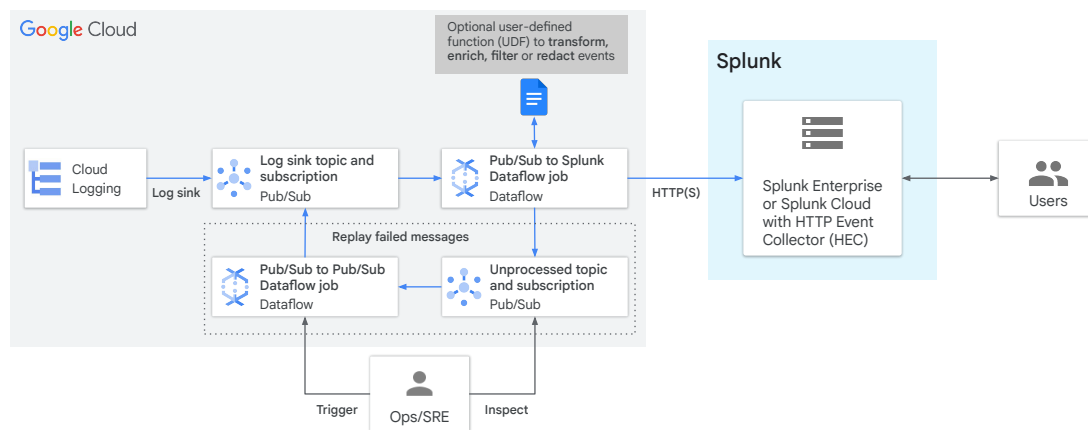 Google Cloud
Optional user-defined
function (UDF) to transform,
enrich, filter or redact events
Splunk
Cloud
Logging
Log sink
Log sink topic and
subscription
Pub/Sub
Pub/Sub to Splunk
Dataflow job
Dataflow
HTTP(S)
Splunk Enterprise
or Splunk Cloud
with HTTP Event
Collector (HEC)
Users
Replay failed messages
Pub/Sub to Pub/Sub
Dataflow job
Dataflow
Unprocessed topic
and subscription
Pub/Sub
Trigger
Ops/SRE
Inspect